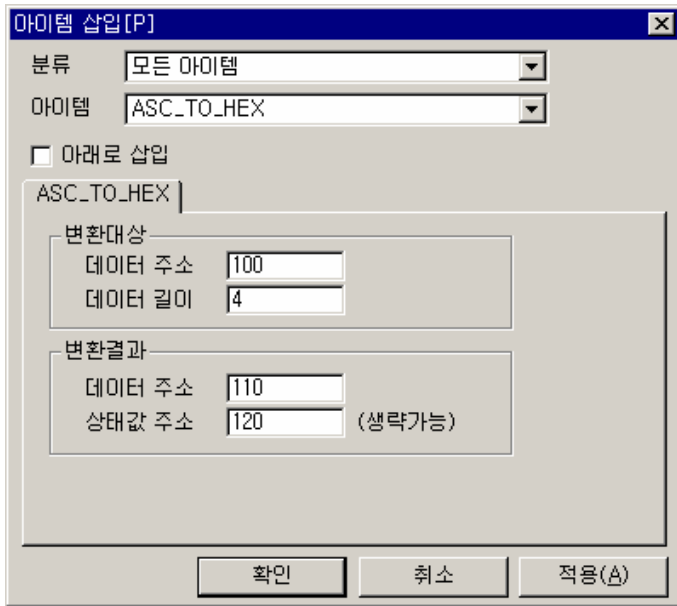 아이템 삽입[P]
분류 모든 아이템
아이템 ASC_TO_HEX
아래로 삽입
ASC_TO_HEX
변환대상
데이터 주소 100
데이터 길이 4
변환결과
데이터 주소 110
상태값 주소 120 (생략가능)
확인 취소 적용(A)